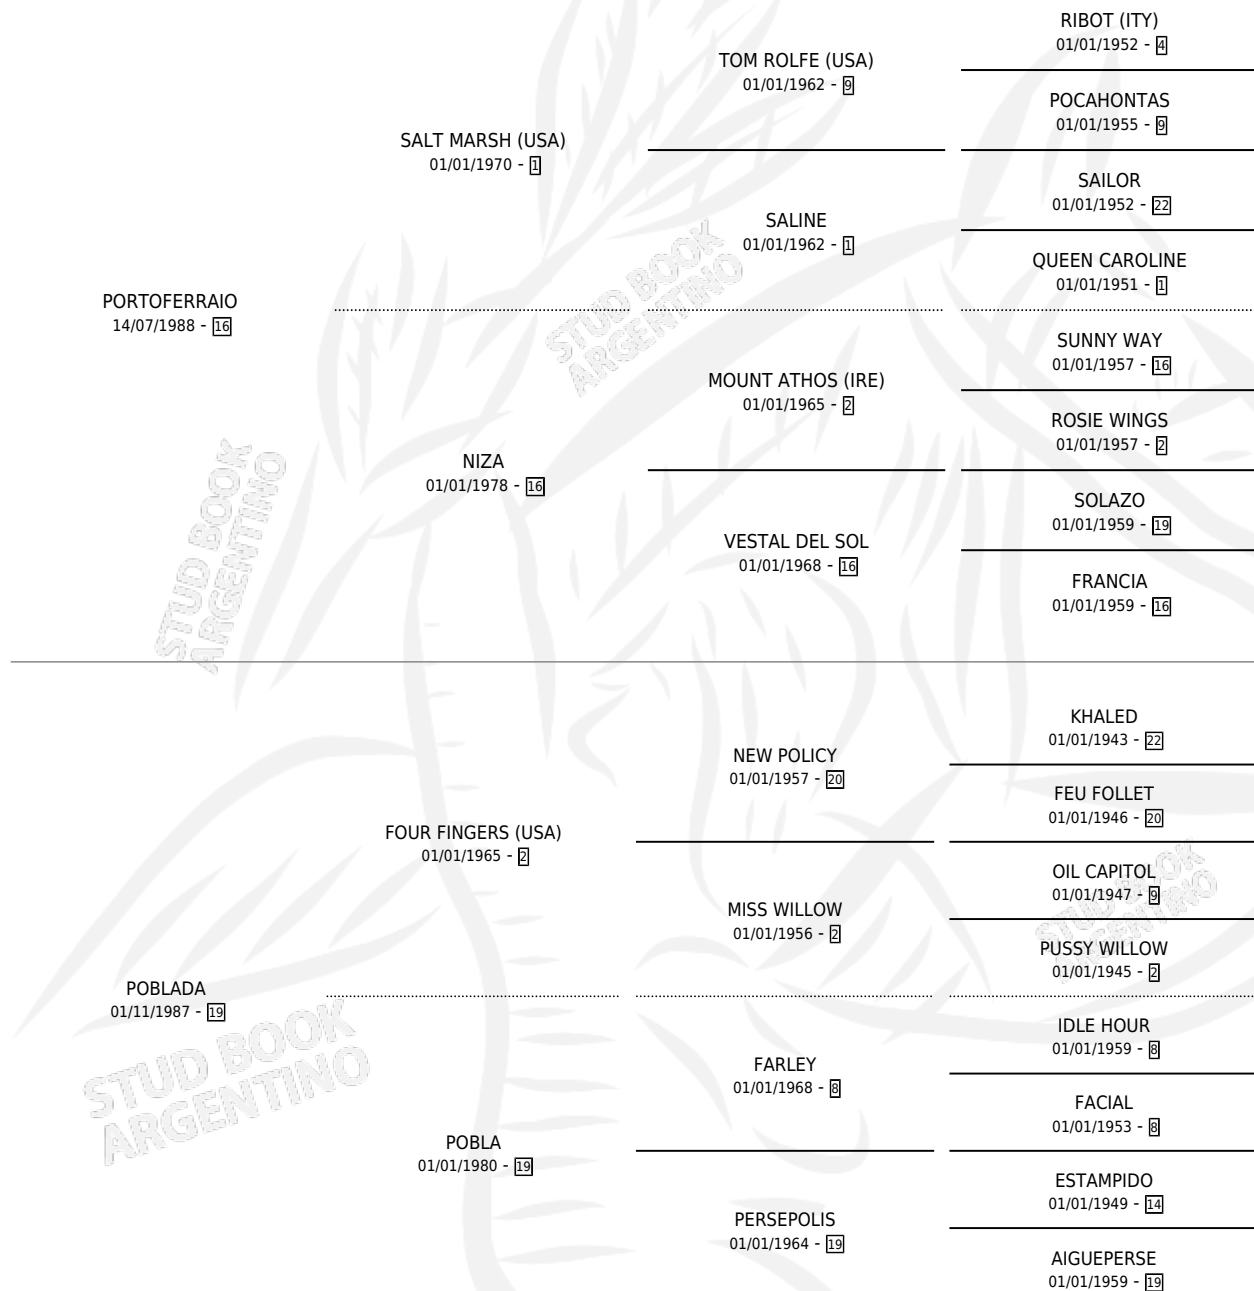 RIBOT (ITY)
01/01/1952 - 4
TOM ROLFE (USA)
01/01/1962 - 9
POCAHONTAS
01/01/1955 - 9
SALT MARSH (USA)
01/01/1970 - 1
SAILOR
01/01/1952 - 22
SALINE
01/01/1962 - 1
QUEEN CAROLINE
01/01/1951 - 1
PORTOFERRAIO
14/07/1988 - 16
SUNNY WAY
01/01/1957 - 16
MOUNT ATHOS (IRE)
01/01/1965 - 2
ROSIE WINGS
01/01/1957 - 2
NIZA
01/01/1978 - 16
SOLAZO
01/01/1959 - 19
VESTAL DEL SOL
01/01/1968 - 16
FRANCIA
01/01/1959 - 16
KHALED
01/01/1943 - 22
NEW POLICY
01/01/1957 - 20
FEU FOLLET
01/01/1946 - 20
FOUR FINGERS (USA)
01/01/1965 - 2
OIL CAPITOL
01/01/1947 - 9
MISS WILLOW
01/01/1956 - 2
PUSSY WILLOW
01/01/1945 - 2
POBLADA
01/11/1987 - 19
IDLE HOUR
01/01/1959 - 8
FARLEY
01/01/1968 - 8
FACIAL
01/01/1953 - 8
POBLA
01/01/1980 - 19
ESTAMPIDO
01/01/1949 - 14
PERSEPOLIS
01/01/1964 - 19
AIGUEPERSE
01/01/1959 - 19
STUD BOOK
ARGENTINO
STUD BOOK
ARGENTINO
STUD BOOK
ARGENTINO
STUD BOOK
ARGENTINO